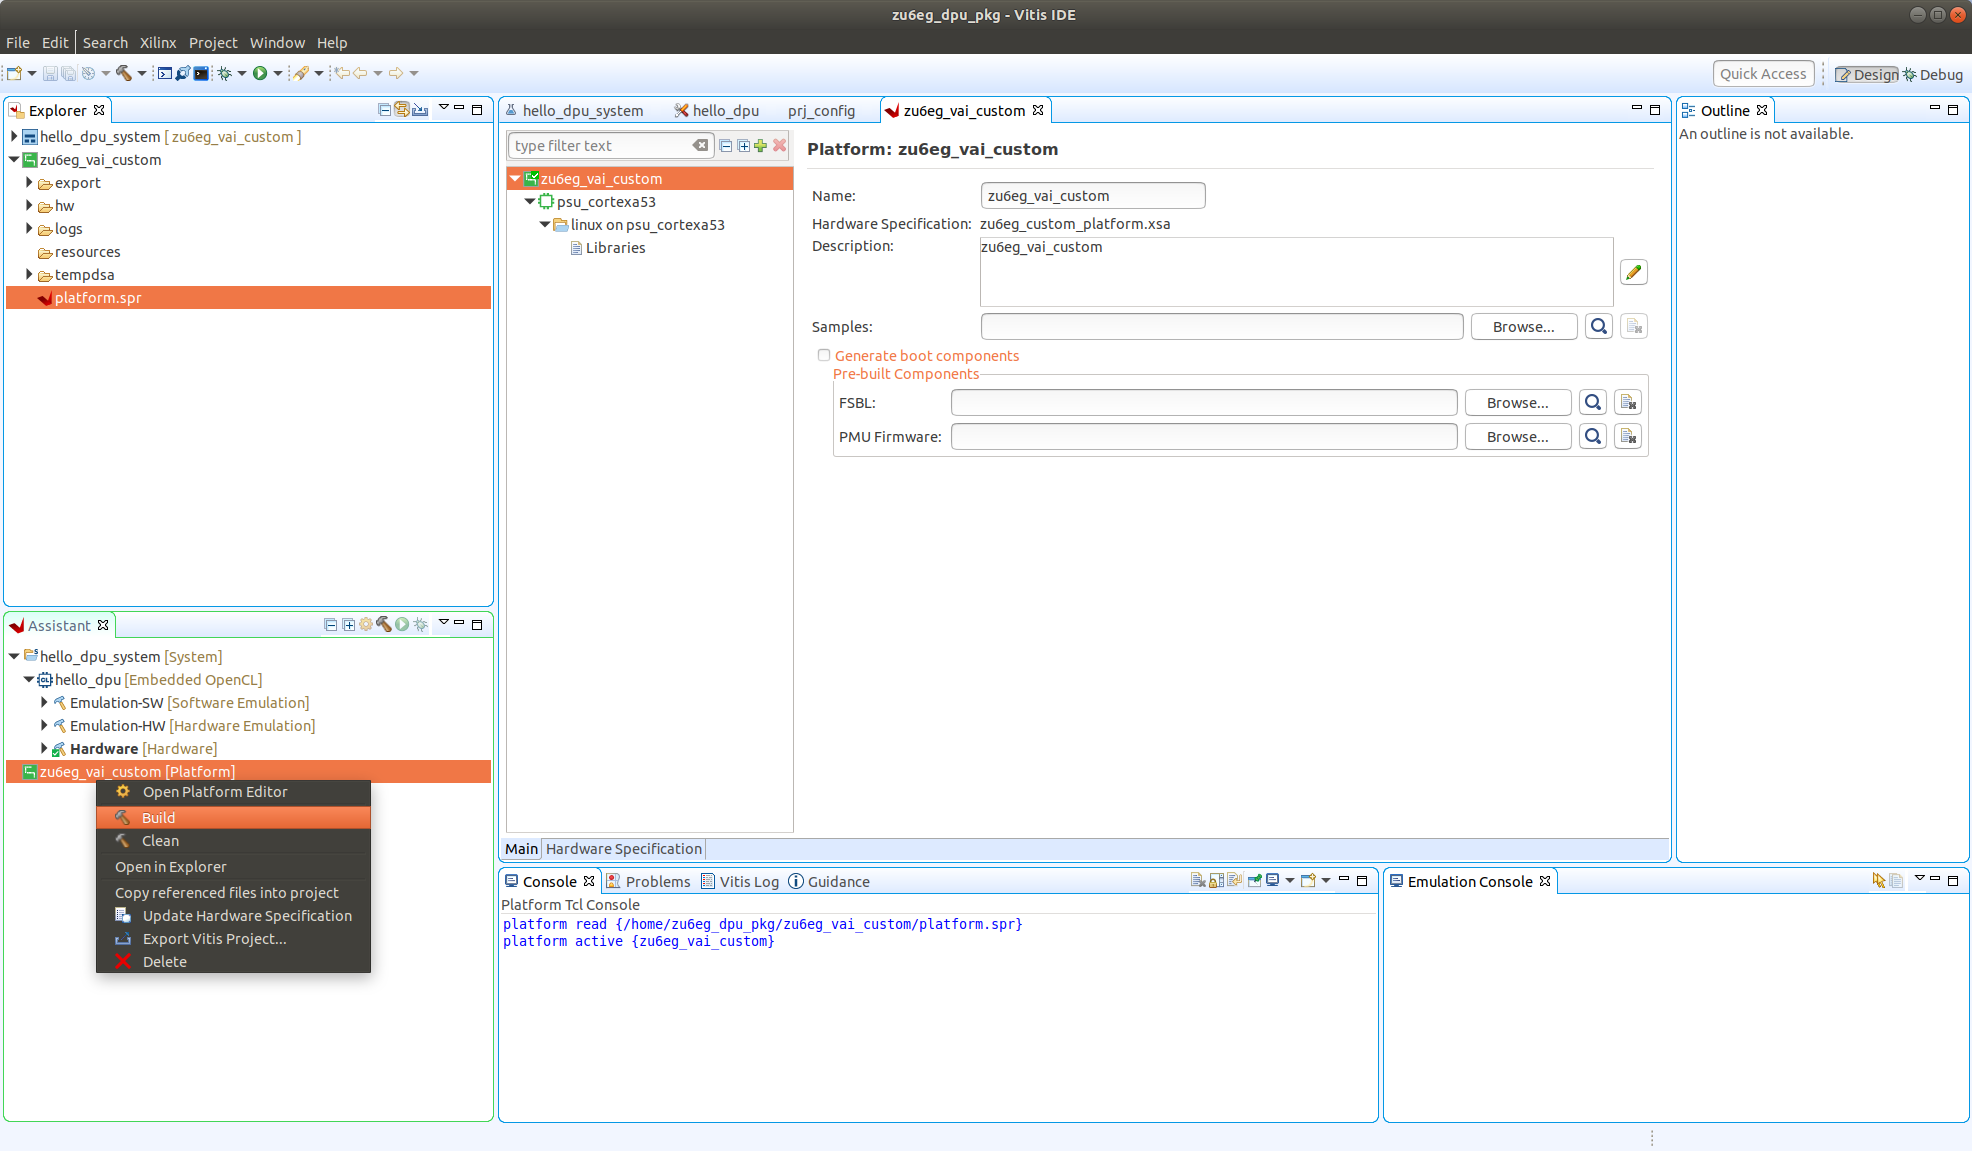 zu6eg_dpu_pkg - Vitis IDE
File Edit Search Xilinx Project Window Help
Quick Access Design Debug
Explorer
hello_dpu_system [ zu6eg_vai_custom ]
zu6eg_vai_custom
export
hw
logs
resources
tempdsa
platform.spr
hello_dpu_system hello_dpu prj_config zu6eg_vai_custom
type filter text
zu6eg_vai_custom
psu_cortexa53
linux on psu_cortexa53
Libraries
Platform: zu6eg_vai_custom
Name: zu6eg_vai_custom
Hardware Specification: zu6eg_custom_platform.xsa
Description: zu6eg_vai_custom
Samples: Browse...
Generate boot components
Pre-built Components
FSBL: Browse...
PMU Firmware: Browse...
Main Hardware Specification
Outline
An outline is not available.
Assistant
hello_dpu_system [System]
hello_dpu [Embedded OpenCL]
Emulation-SW [Software Emulation]
Emulation-HW [Hardware Emulation]
Hardware [Hardware]
zu6eg_vai_custom [Platform]
Open Platform Editor
Build
Clean
Open in Explorer
Copy referenced files into project
Update Hardware Specification
Export Vitis Project...
Delete
Console Problems Vitis Log Guidance
Platform Tcl Console
platform read {/home/zu6eg_dpu_pkg/zu6eg_vai_custom/platform.spr}
platform active {zu6eg_vai_custom}
Emulation Console